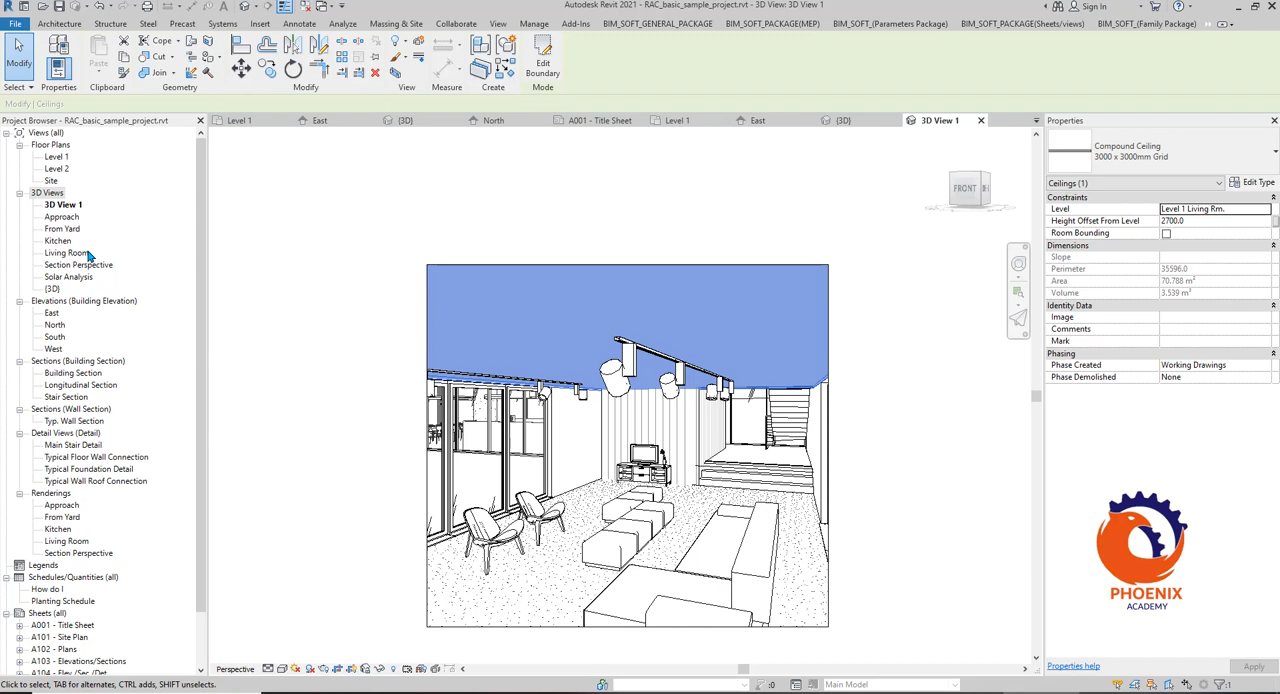 Autodesk Revit 2021 - RAC_basic_sample_project.rvt - 3D View: 3D View 1
Sign In
File Architecture Structure Steel Precast Systems Insert Annotate Analyze Massing & Site Collaborate View Manage Add-Ins BIM_SOFT_GENERAL_PACKAGE BIM_SOFT_PACKAGE(MEP) BIM_SOFT_(Parameters Package) BIM_SOFT_PACKAGE(Sheets/views) BIM_SOFT_(Family Package)
Modify
Paste
Cope
Cut
Join
Edit
Boundary
Select Properties Clipboard Geometry Modify View Measure Create Mode
Modify | Ceilings
Project Browser - RAC_basic_sample_project.rvt
Level 1 East {3D} North A001 - Title Sheet Level 1 East {3D} 3D View 1
Views (all)
Floor Plans
Level 1
Level 2
Site
3D Views
3D View 1
Approach
From Yard
Kitchen
Living Room
Section Perspective
Solar Analysis
{3D}
Elevations (Building Elevation)
East
North
South
West
Sections (Building Section)
Building Section
Longitudinal Section
Stair Section
Sections (Wall Section)
Typ. Wall Section
Detail Views (Detail)
Main Stair Detail
Typical Floor Wall Connection
Typical Foundation Detail
Typical Wall Roof Connection
Renderings
Approach
From Yard
Kitchen
Living Room
Section Perspective
Legends
Schedules/Quantities (all)
How do I
Planting Schedule
Sheets (all)
A001 - Title Sheet
A101 - Site Plan
A102 - Plans
A103 - Elevations/Sections
A104 - Elev./Sec./Det.
FRONT
Properties
Compound Ceiling
3000 x 3000mm Grid
Ceilings (1) Edit Type
Constraints
Level Level 1 Living Rm.
Height Offset From Level 2700.0
Room Bounding
Dimensions
Slope
Perimeter 35596.0
Area 70.788 m²
Volume 3.539 m³
Identity Data
Image
Comments
Mark
Phasing
Phase Created Working Drawings
Phase Demolished None
PHOENIX
ACADEMY
Properties help Apply
Perspective
Click to select, TAB for alternates, CTRL adds, SHIFT unselects.
:0 Main Model :1